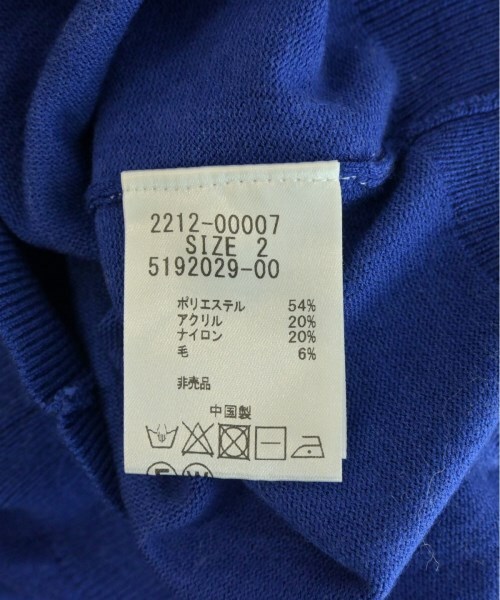 2212-00007
SIZE 2
5192029-00
ポリエステル 54%
アクリル 20%
ナイロン 20%
毛 6%
非売品
中国製